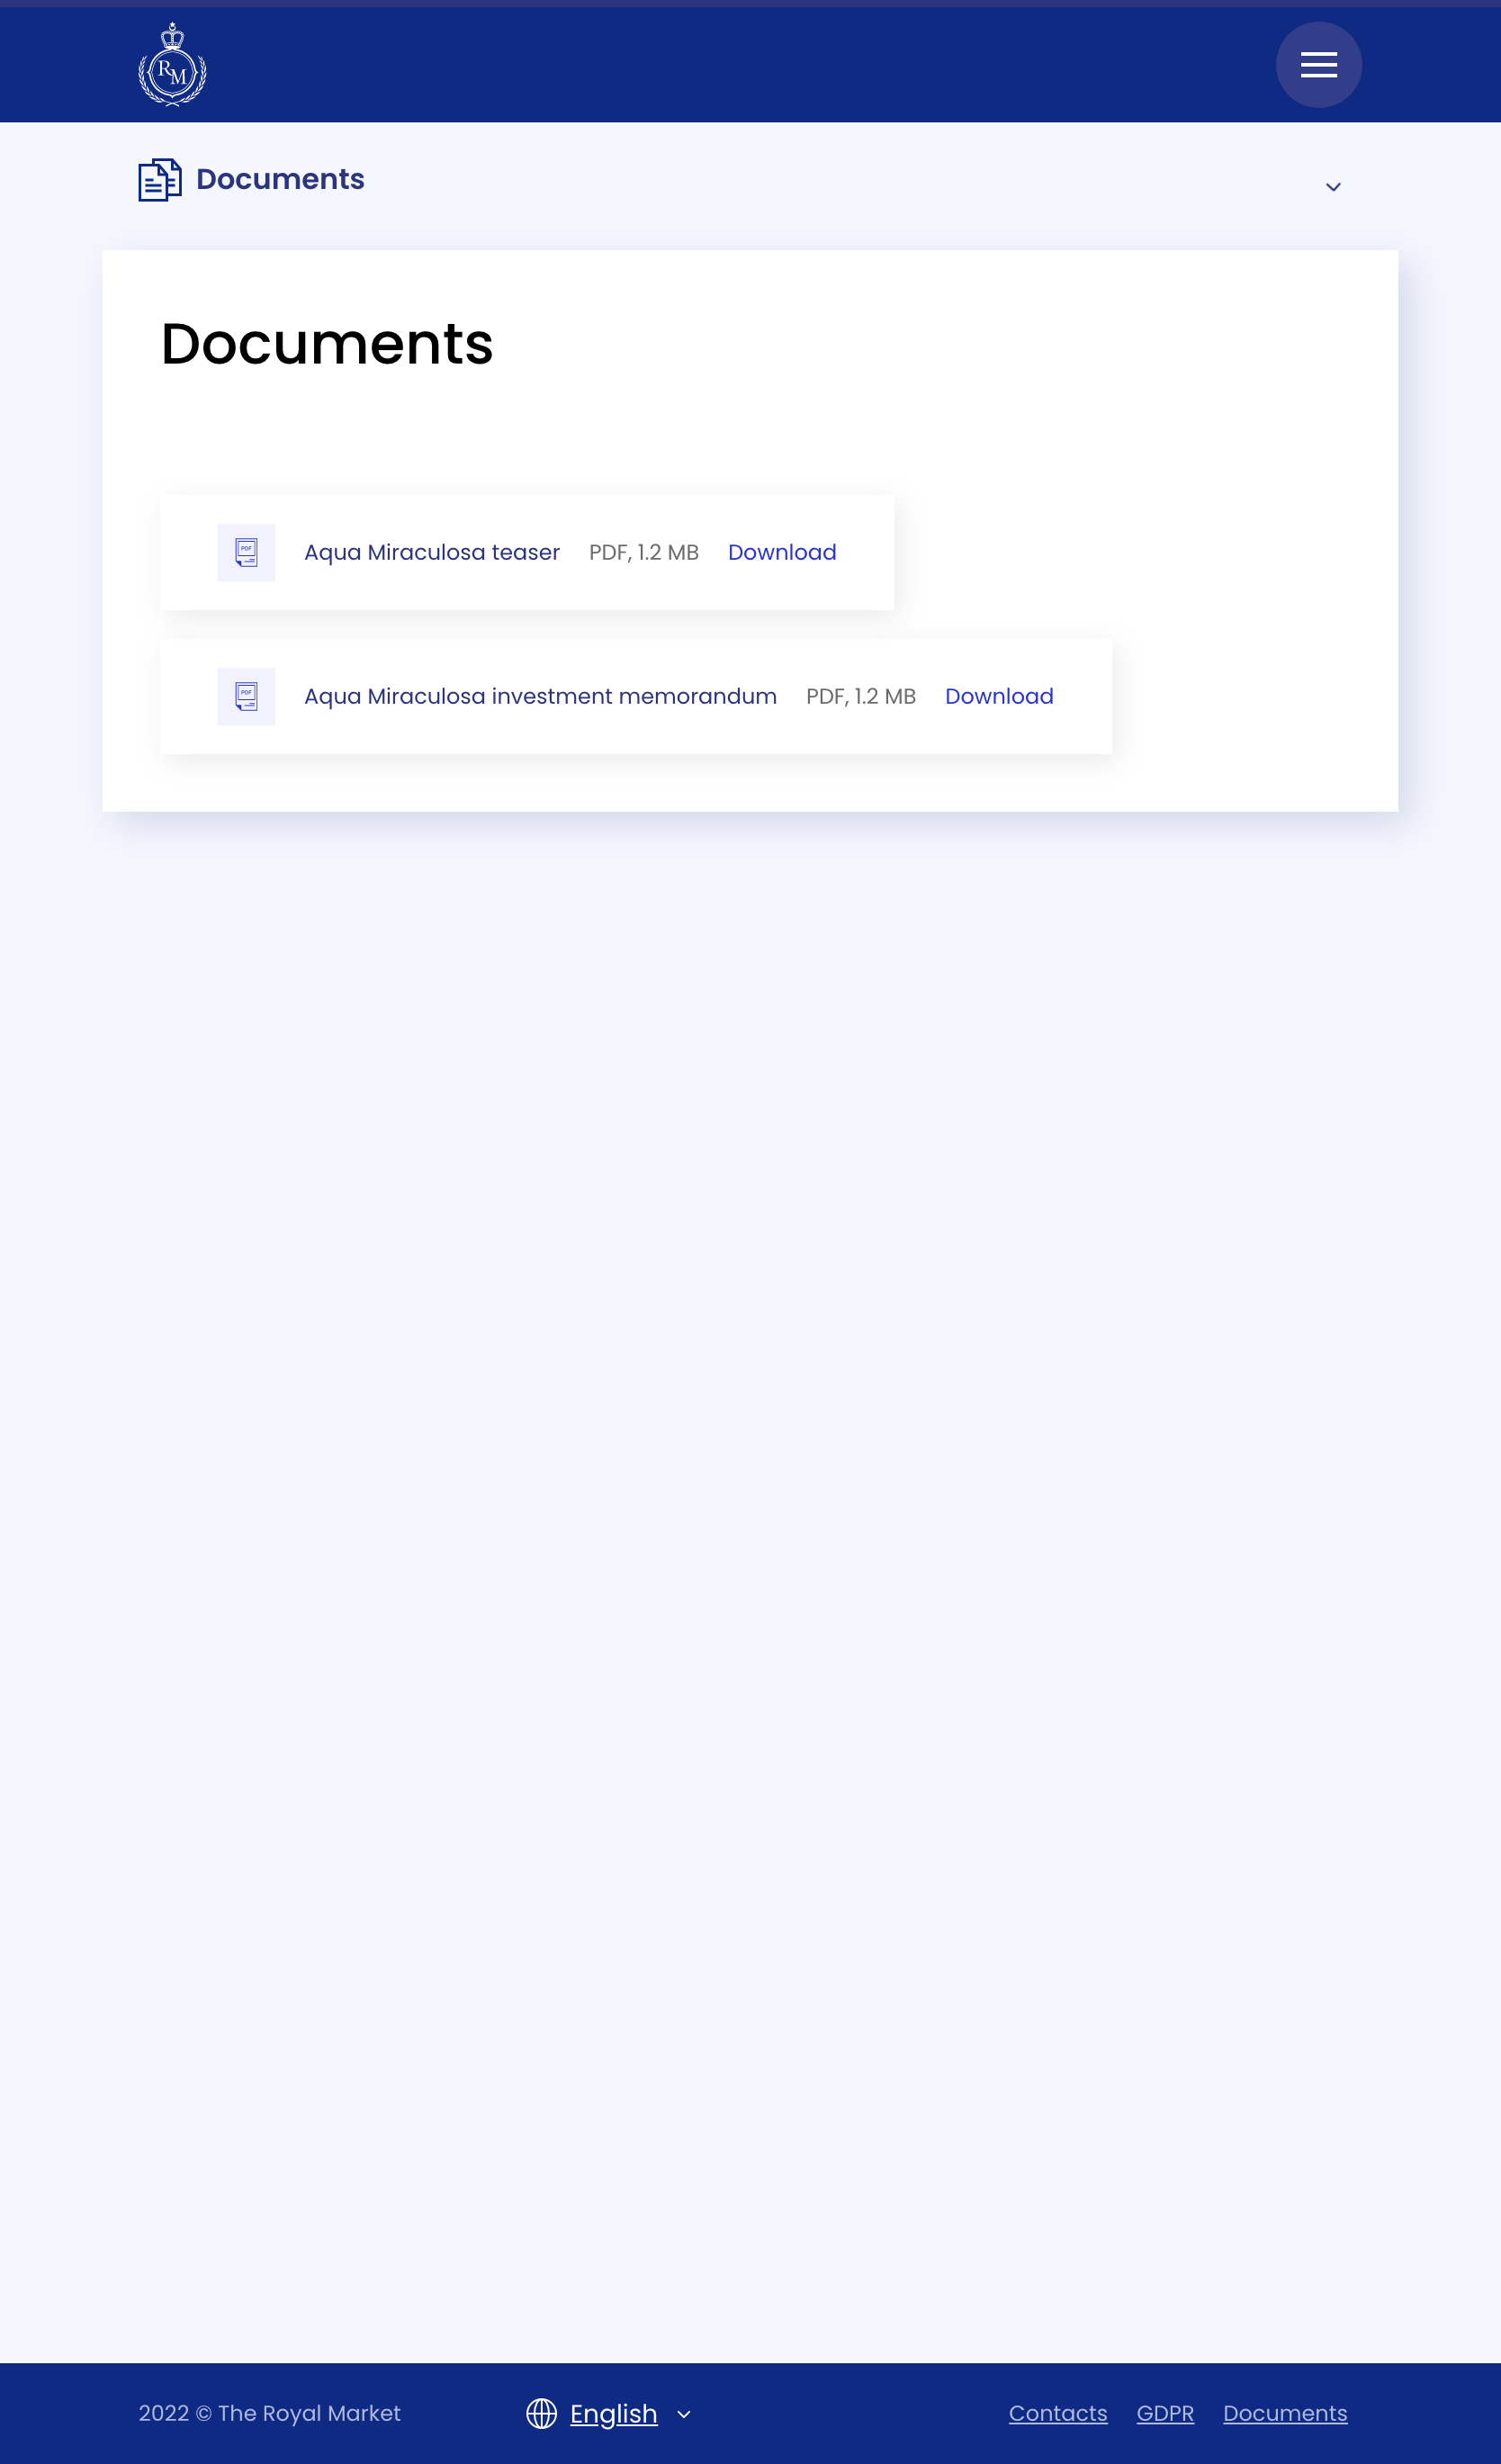 RM
Documents
Documents
PDF
Aqua Miraculosa teaser PDF, 1.2 MB Download
PDF
Aqua Miraculosa investment memorandum PDF, 1.2 MB Download
2022 © The Royal Market English Contacts GDPR Documents